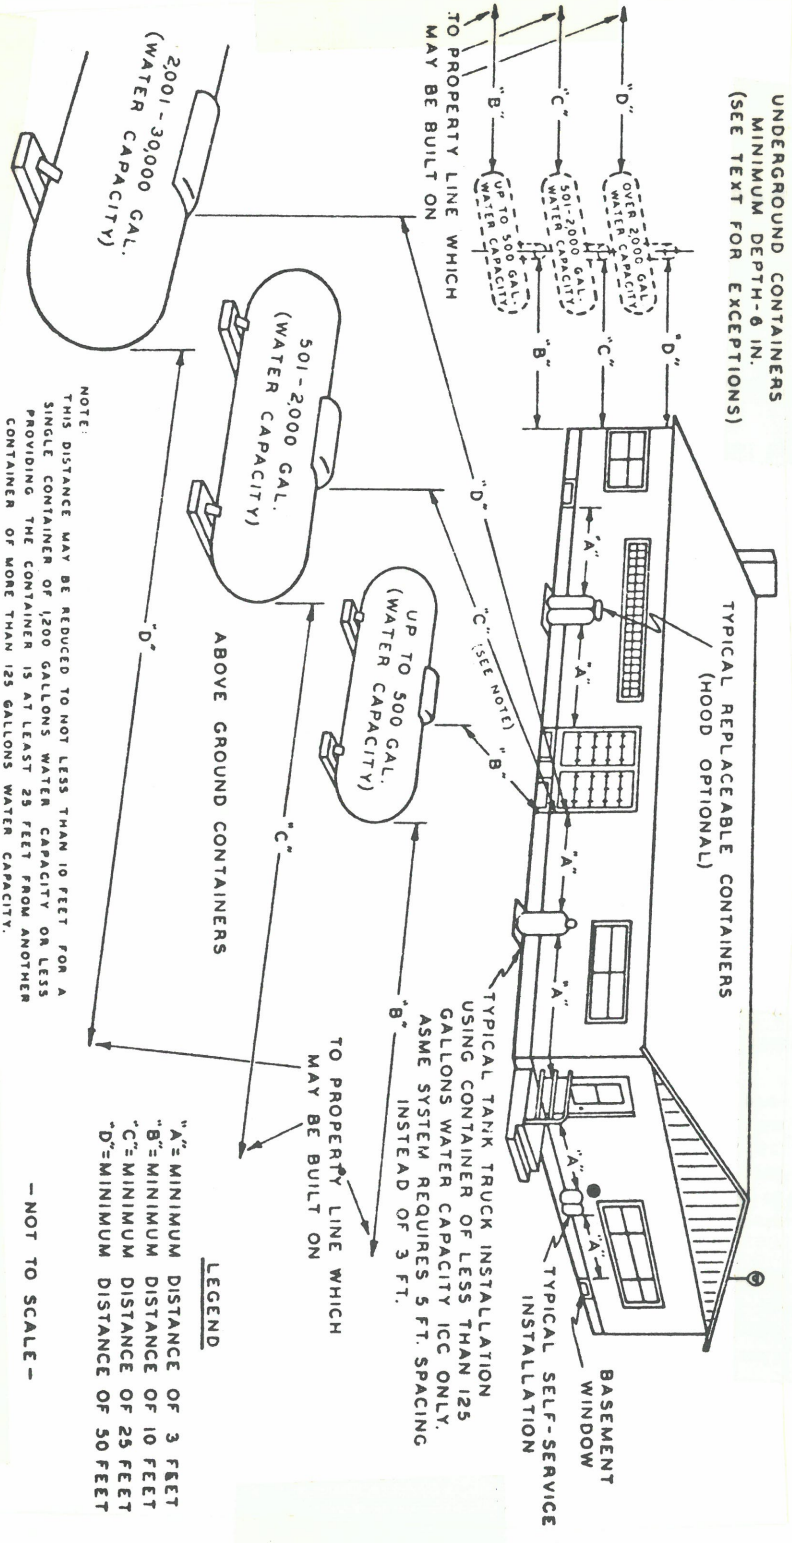 UNDERGROUND CONTAINERS
MINIMUM DEPTH-6 IN.
(SEE TEXT FOR EXCEPTIONS)
"D"
"C"
"B"
OVER 2,000 GAL.
WATER CAPACITY
501-2,000 GAL.
WATER CAPACITY
UP TO 500 GAL.
WATER CAPACITY
"D"
"C"
"B"
TO PROPERTY LINE WHICH
MAY BE BUILT ON
TYPICAL REPLACEABLE CONTAINERS
(HOOD OPTIONAL)
"A"
"A"
"A"
"A"
"A"
"A"
BASEMENT
WINDOW
TYPICAL SELF-SERVICE
INSTALLATION
TYPICAL TANK TRUCK INSTALLATION
USING CONTAINER OF LESS THAN 125
GALLONS WATER CAPACITY ICC ONLY.
ASME SYSTEM REQUIRES 5 FT. SPACING
INSTEAD OF 3 FT.
"D"
"C" (SEE NOTE)
"B"
2,001-30,000 GAL.
(WATER CAPACITY)
501-2,000 GAL.
(WATER CAPACITY)
UP TO 500 GAL.
(WATER CAPACITY)
"B"
"C"
"D"
ABOVE GROUND CONTAINERS
TO PROPERTY LINE WHICH
MAY BE BUILT ON
NOTE:
THIS DISTANCE MAY BE REDUCED TO NOT LESS THAN 10 FEET FOR A
SINGLE CONTAINER OF 1,200 GALLONS WATER CAPACITY OR LESS
PROVIDING THE CONTAINER IS AT LEAST 25 FEET FROM ANOTHER
CONTAINER OF MORE THAN 125 GALLONS WATER CAPACITY.
LEGEND
"A"=MINIMUM DISTANCE OF 3 FEET
"B"=MINIMUM DISTANCE OF 10 FEET
"C"=MINIMUM DISTANCE OF 25 FEET
"D"=MINIMUM DISTANCE OF 50 FEET
-NOT TO SCALE-